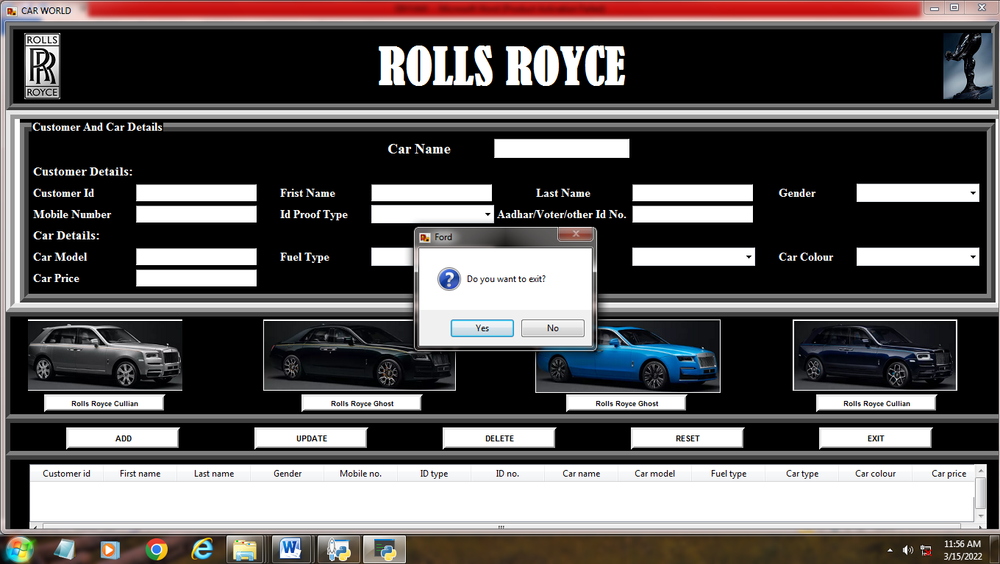 CAR WORLD
ROLLS
RR
ROYCE
ROLLS ROYCE
Customer And Car Details
Car Name
Customer Details:
Customer Id Frist Name Last Name Gender
Mobile Number Id Proof Type Aadhar/Voter/other Id No.
Car Details:
Car Model Fuel Type Car Colour
Car Price
Ford
Do you want to exit?
Yes No
Rolls Royce Cullian Rolls Royce Ghost Rolls Royce Ghost Rolls Royce Cullian
ADD UPDATE DELETE RESET EXIT
Customer id First name Last name Gender Mobile no. ID type ID no. Car name Car model Fuel type Car type Car colour Car price
11:56 AM
3/15/2022